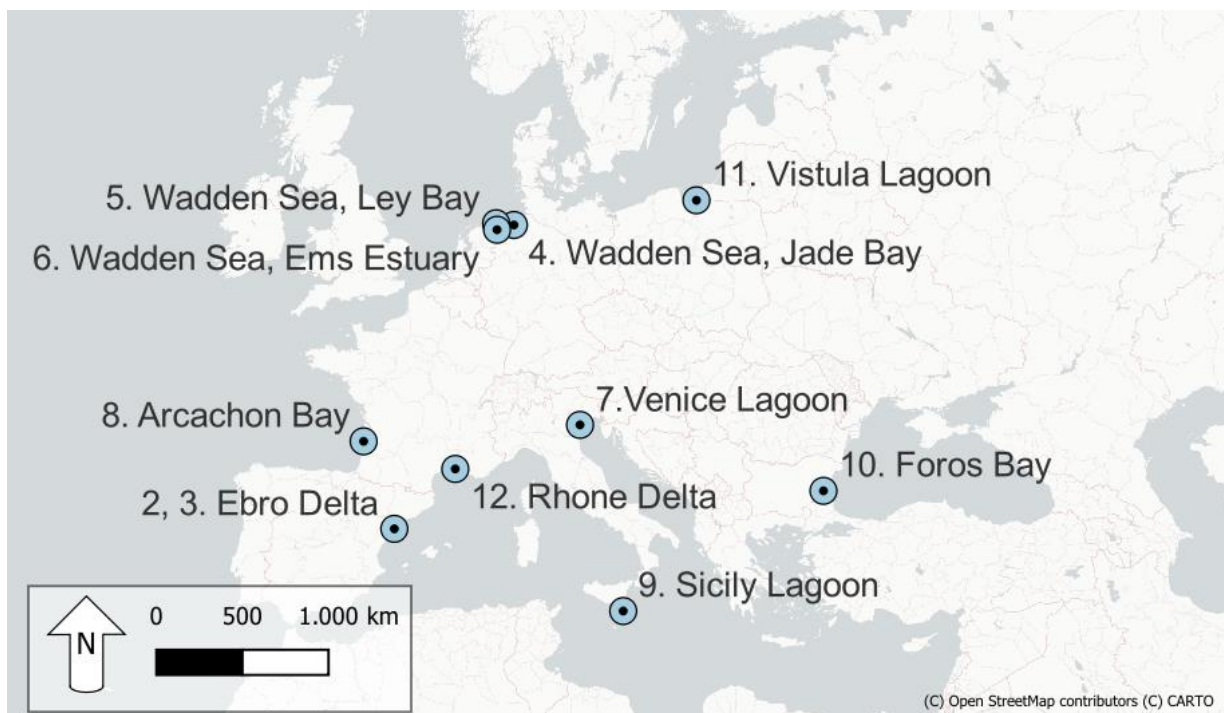 11. Vistula Lagoon
5. Wadden Sea, Ley Bay
6. Wadden Sea, Ems Estuary
4. Wadden Sea, Jade Bay
7.Venice Lagoon
8. Arcachon Bay
10. Foros Bay
2, 3. Ebro Delta
12. Rhone Delta
9. Sicily Lagoon
0 500 1.000 km
N
(C) Open StreetMap contributors (C) CARTO